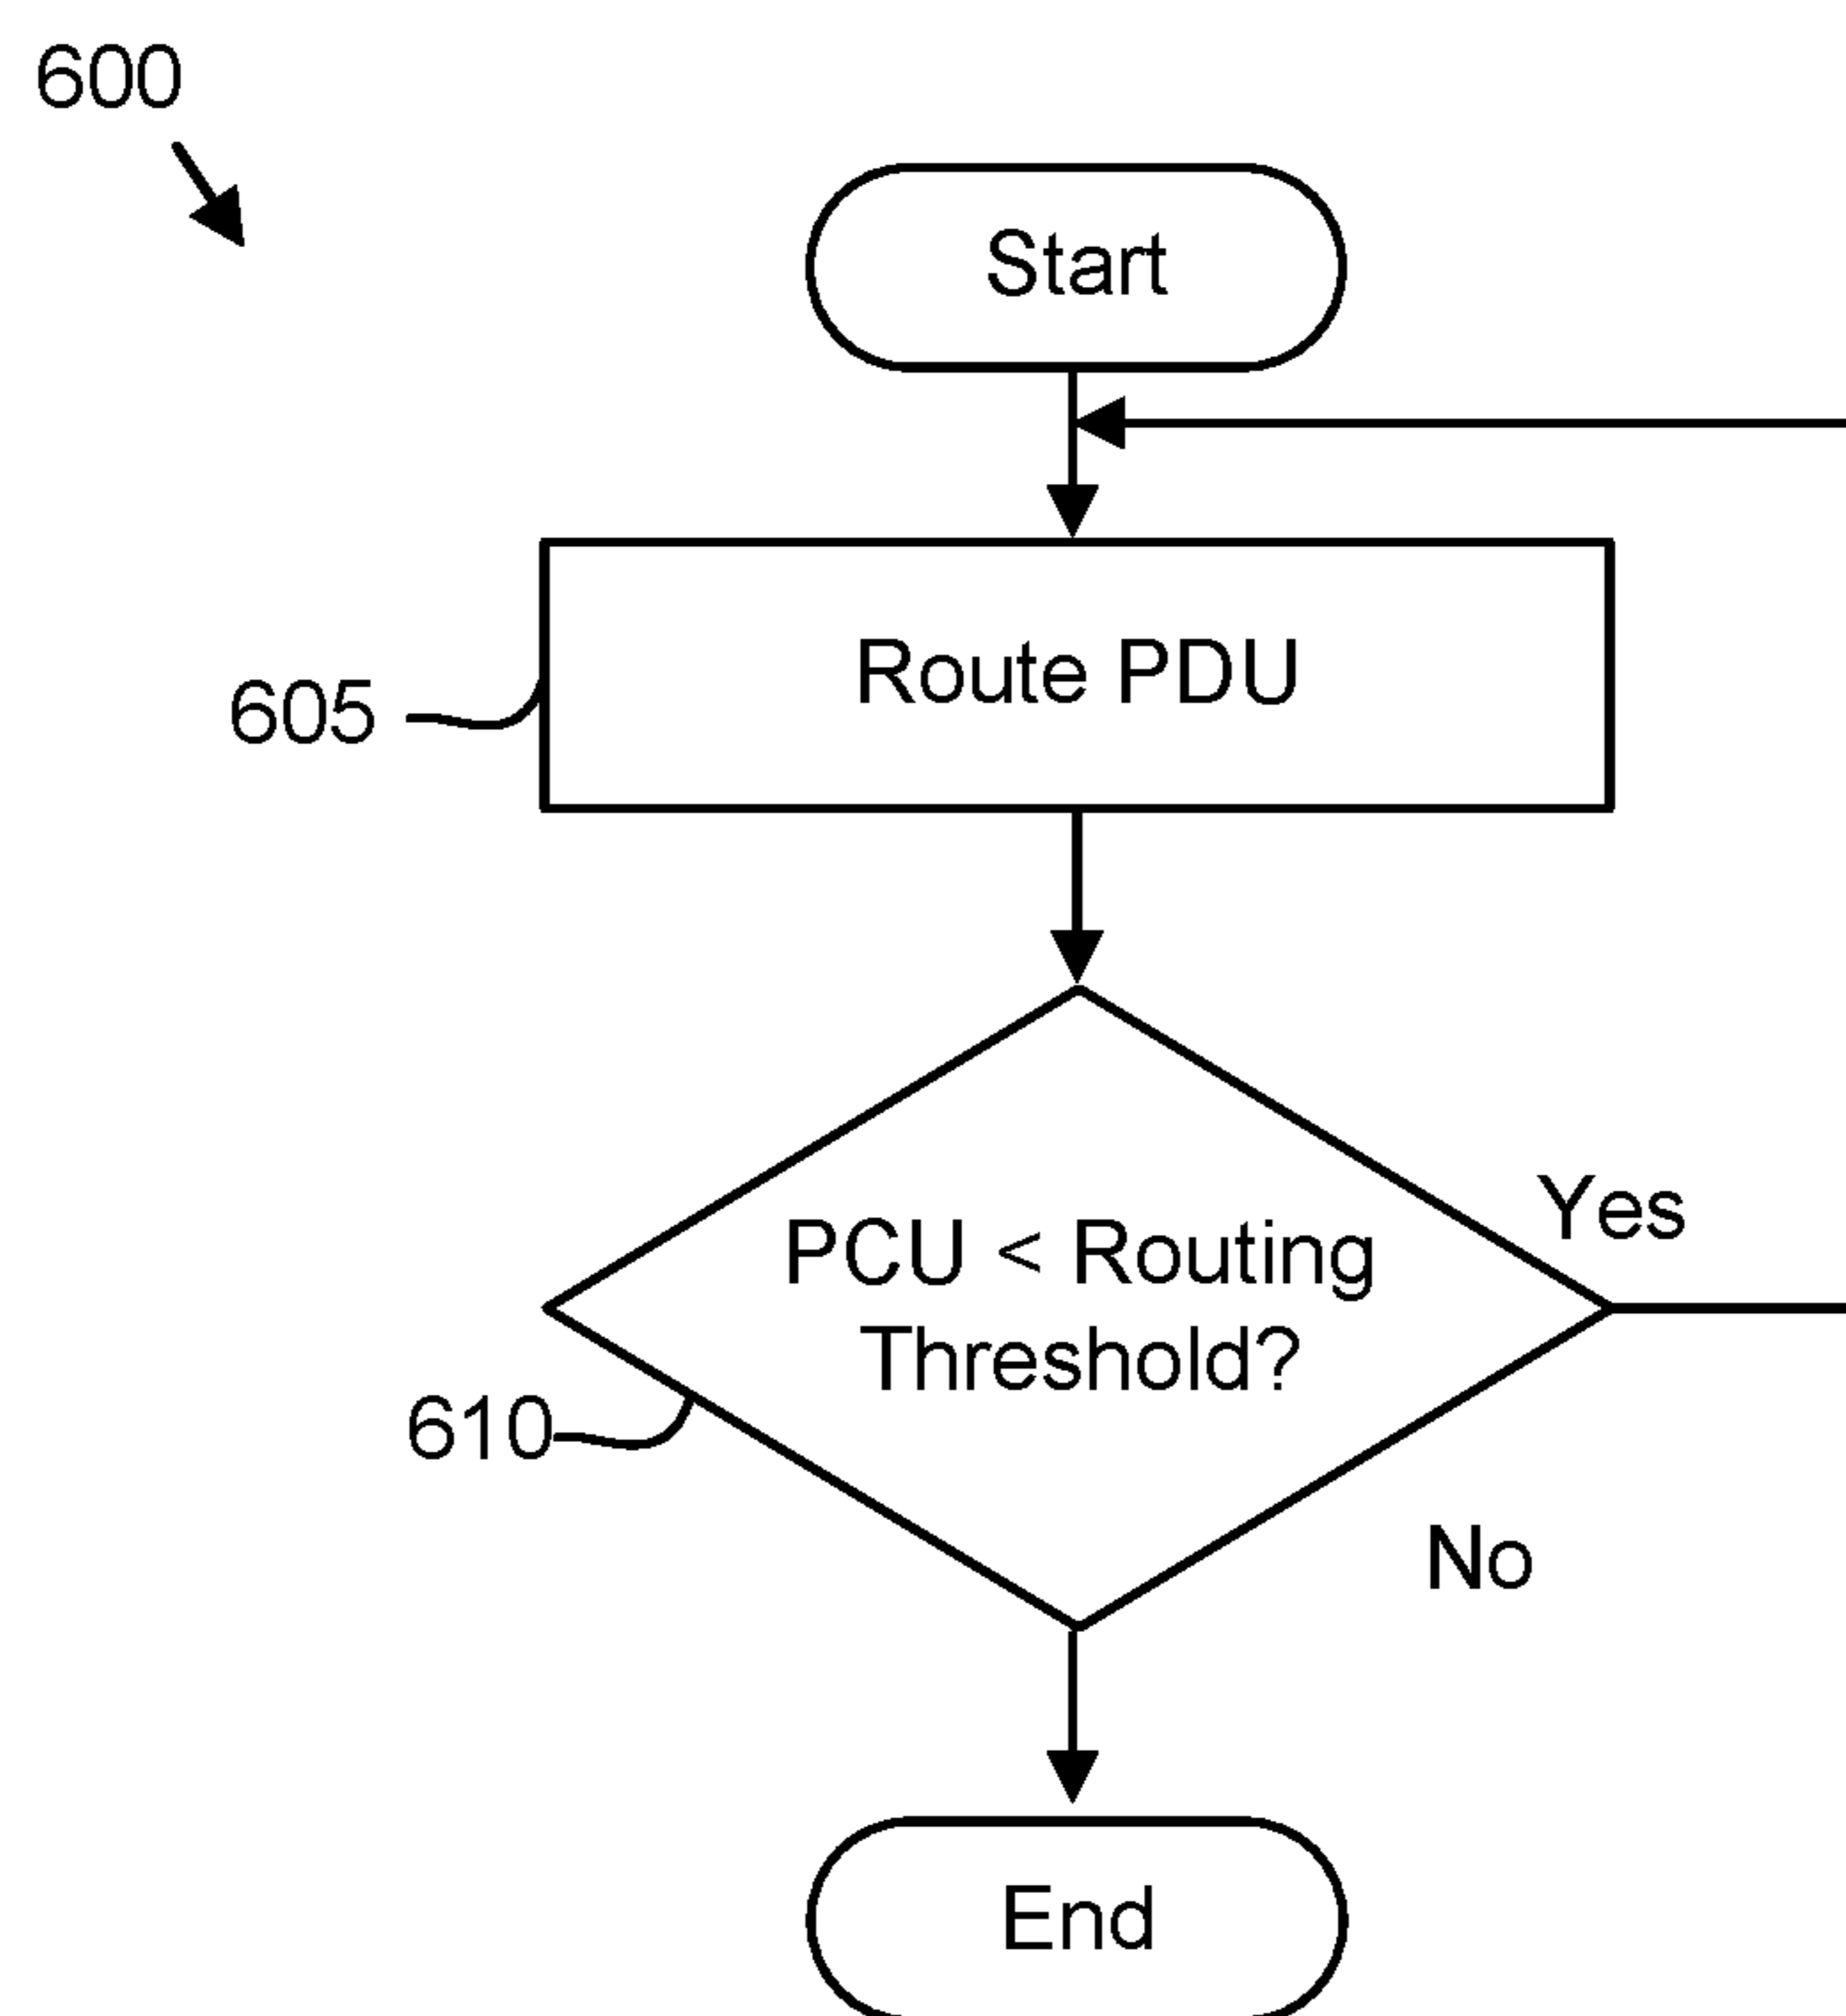 600
Start
Route PDU
605
Yes
PCU < Routing
Threshold?
610
No
End